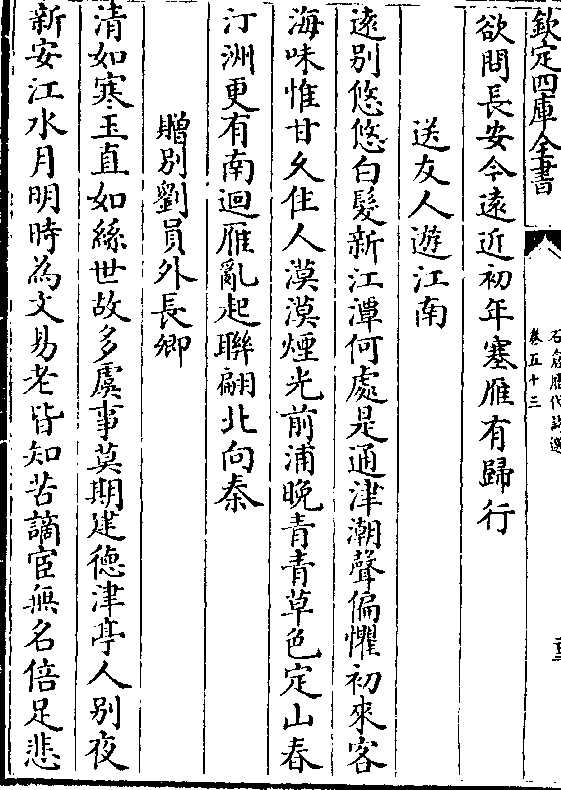 欽定四庫全書
石倉歷代詩選
卷五十三
欲問長安今遠近初年塞雁有歸行
送友人遊江南
遠別悠悠白髮新江潭何處是通津潮聲偏懼初來客
海味惟甘久住人漠漠煙光前浦晚青青草色定山春
汀洲更有南迴雁亂起聯翩北向秦
贈別劉員外長卿
清如寒玉直如絲世故多虞事莫期建德津亭人別夜
新安江水月明時為文易老皆知苦謫宦無名倍足悲